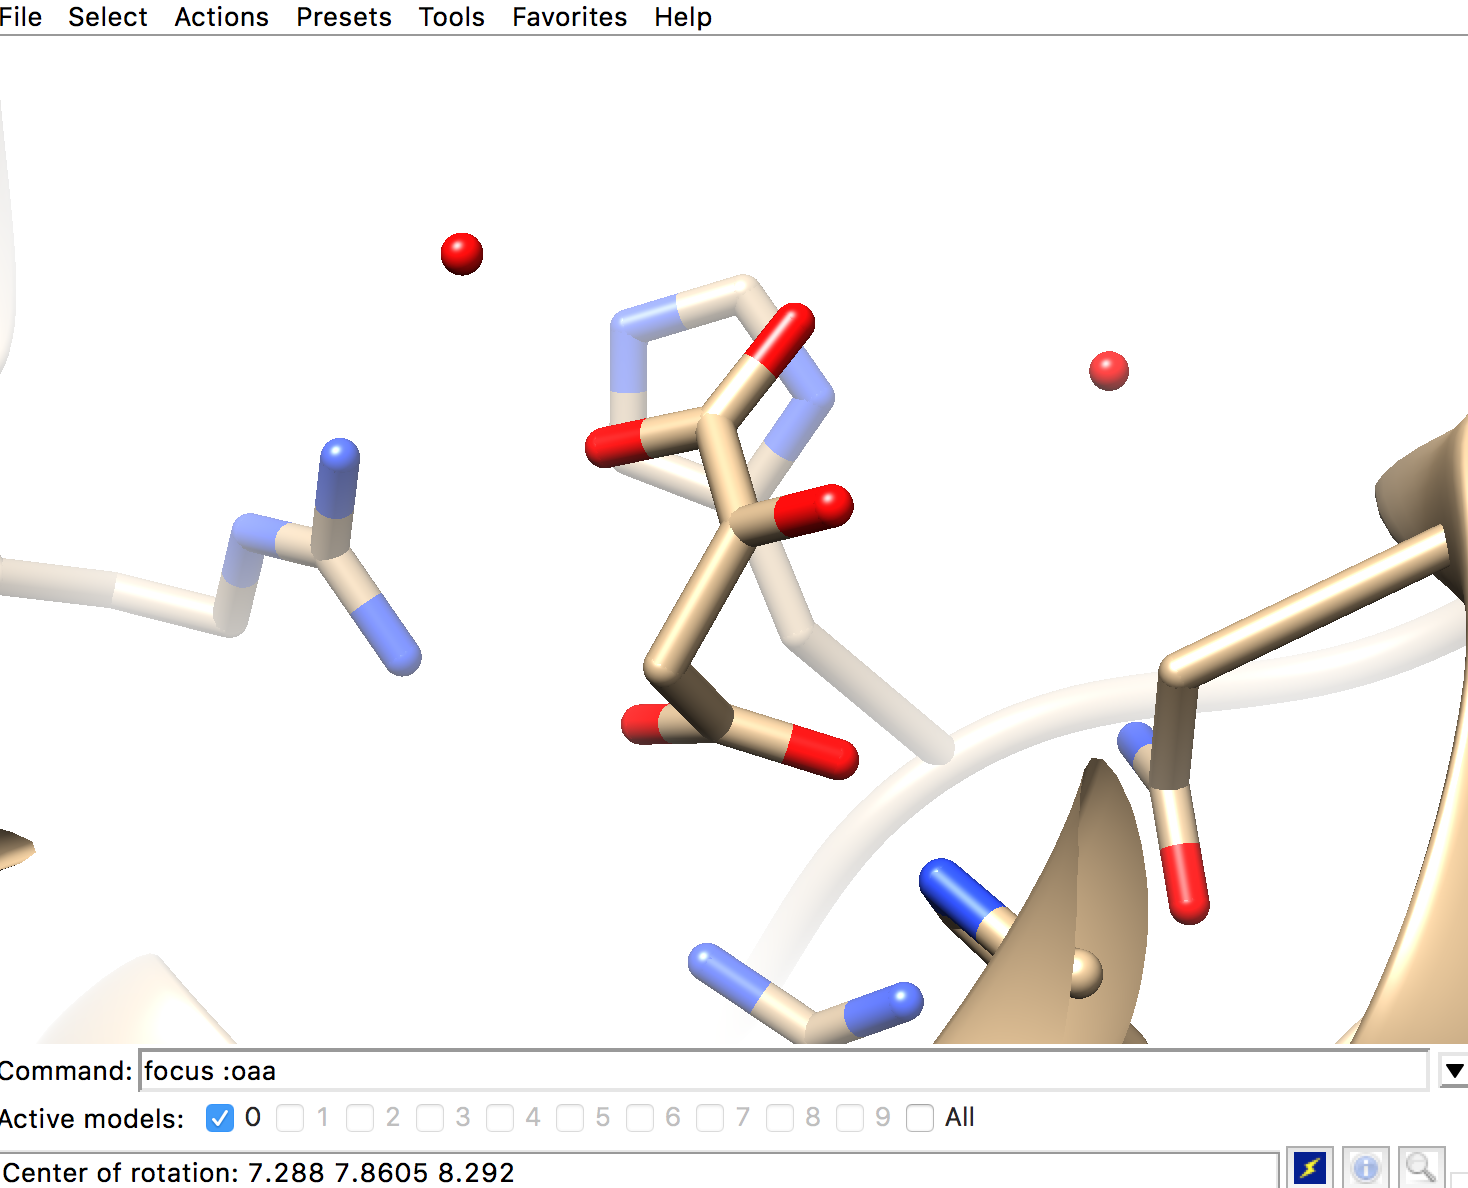 File Select Actions Presets Tools Favorites Help
Command: focus :oaa
Active models: 0 1 2 3 4 5 6 7 8 9 All
Center of rotation: 7.288 7.8605 8.292